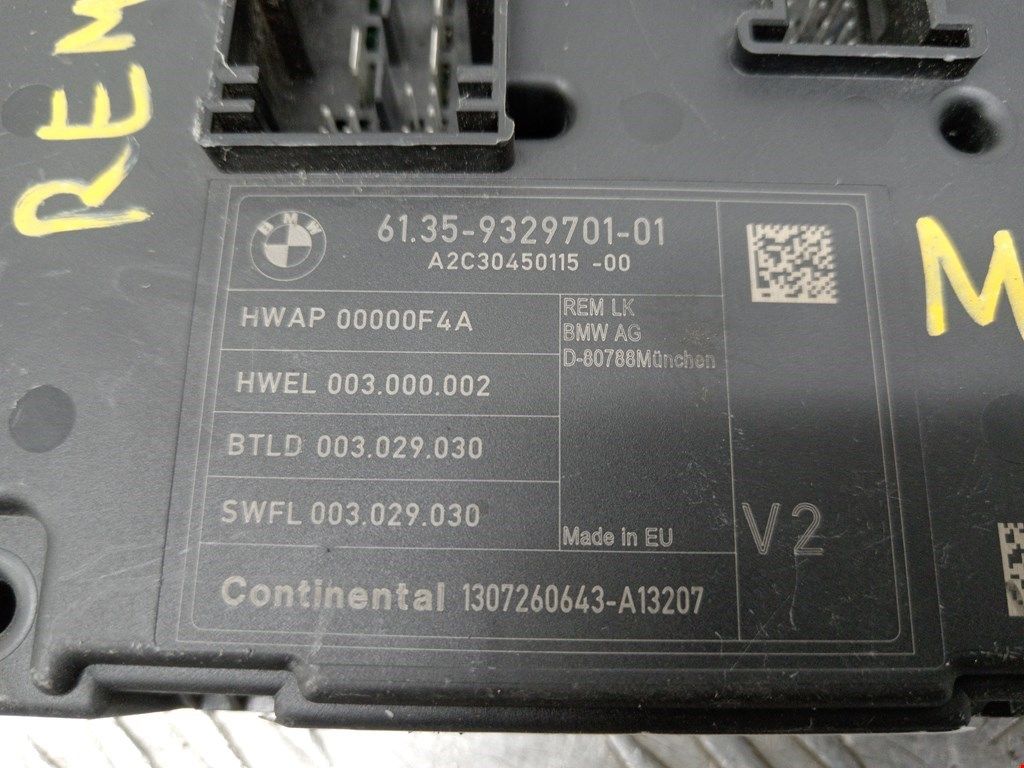 REM
BMW
61.35-9329701-01
A2C30450115 -00
HWAP 00000F4A
REM LK
BMW AG
D-80788München
HWEL 003.000.002
BTLD 003.029.030
SWFL 003.029.030
Made in EU
V2
Continental 1307260643-A13207
M